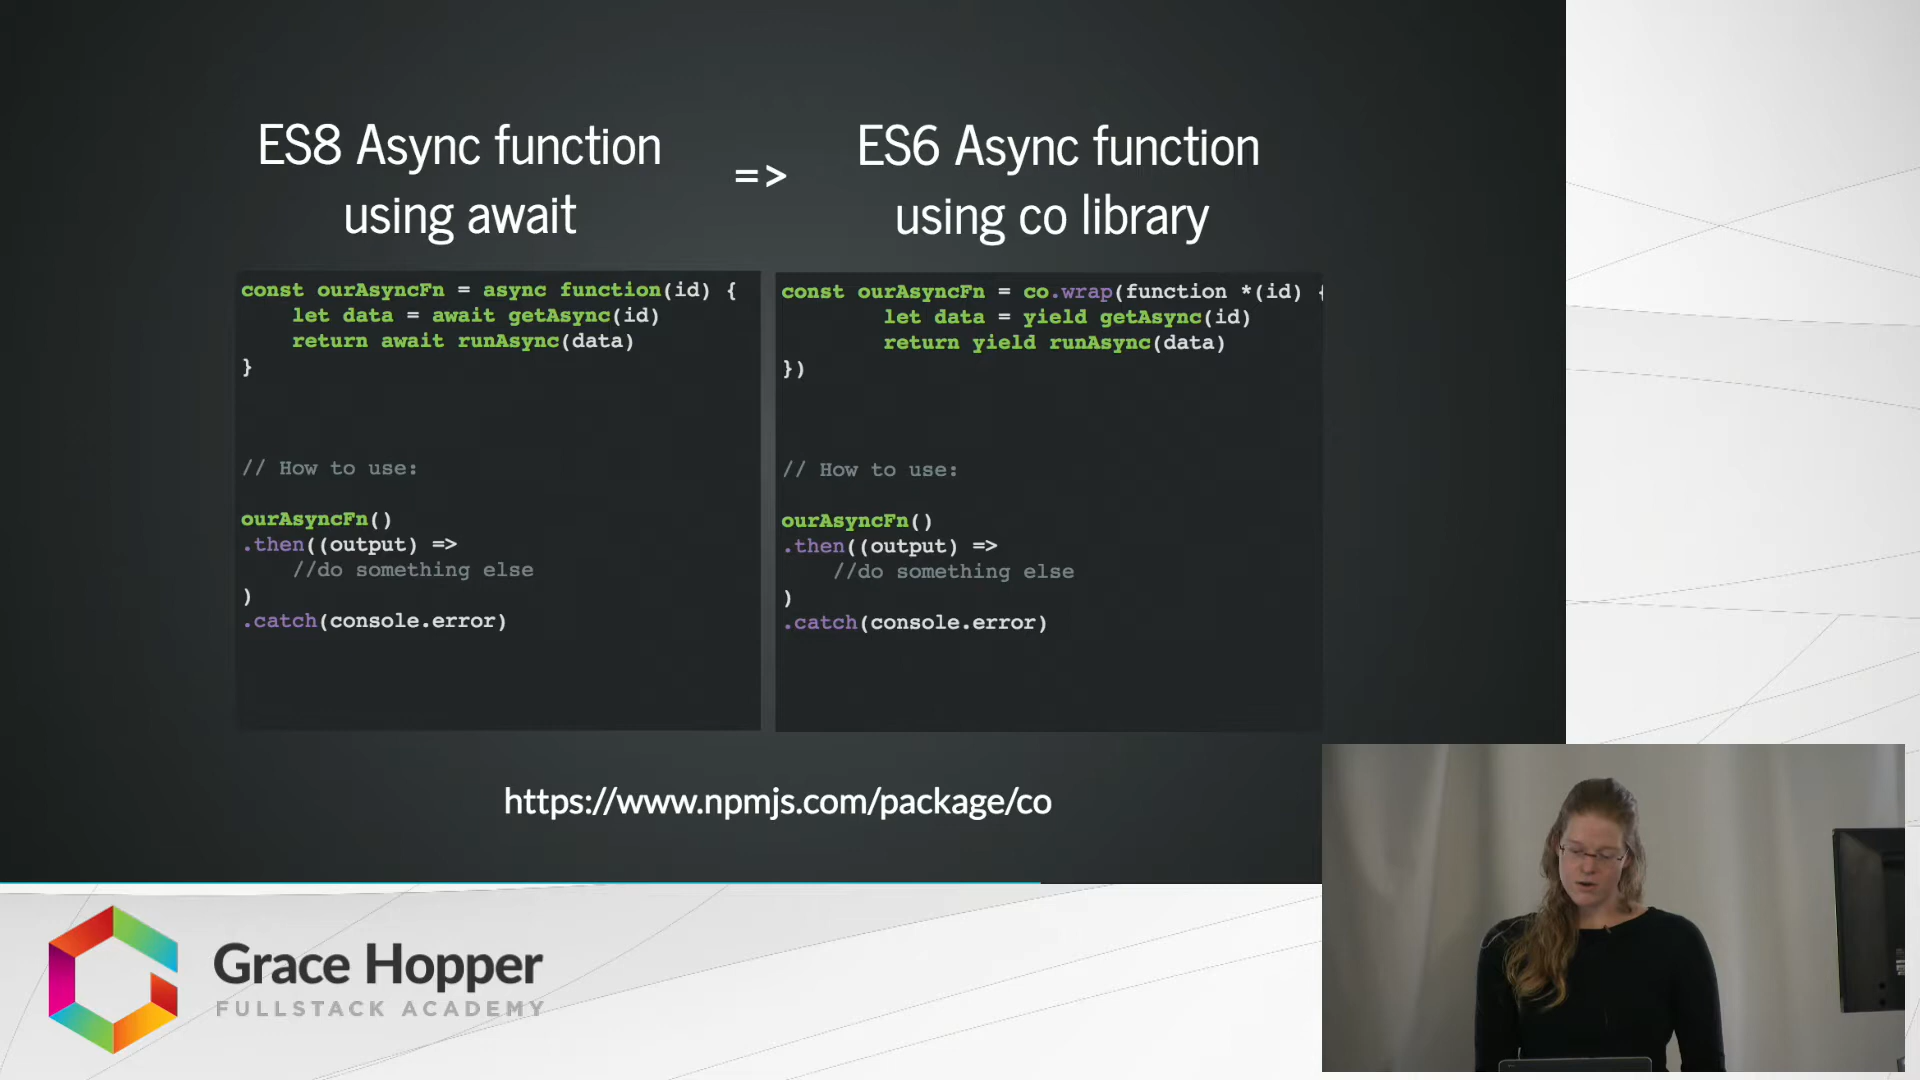 ES8 Async function
using await
=>
ES6 Async function
using co library
const ourAsyncFn = async function(id) {
    let data = await getAsync(id)
    return await runAsync(data)
}
// How to use:
ourAsyncFn()
.then((output) =>
    //do something else
)
.catch(console.error)
const ourAsyncFn = co.wrap(function *(id) {
        let data = yield getAsync(id)
        return yield runAsync(data)
})
// How to use:
ourAsyncFn()
.then((output) =>
    //do something else
)
.catch(console.error)
https://www.npmjs.com/package/co
Grace Hopper
FULLSTACK ACADEMY